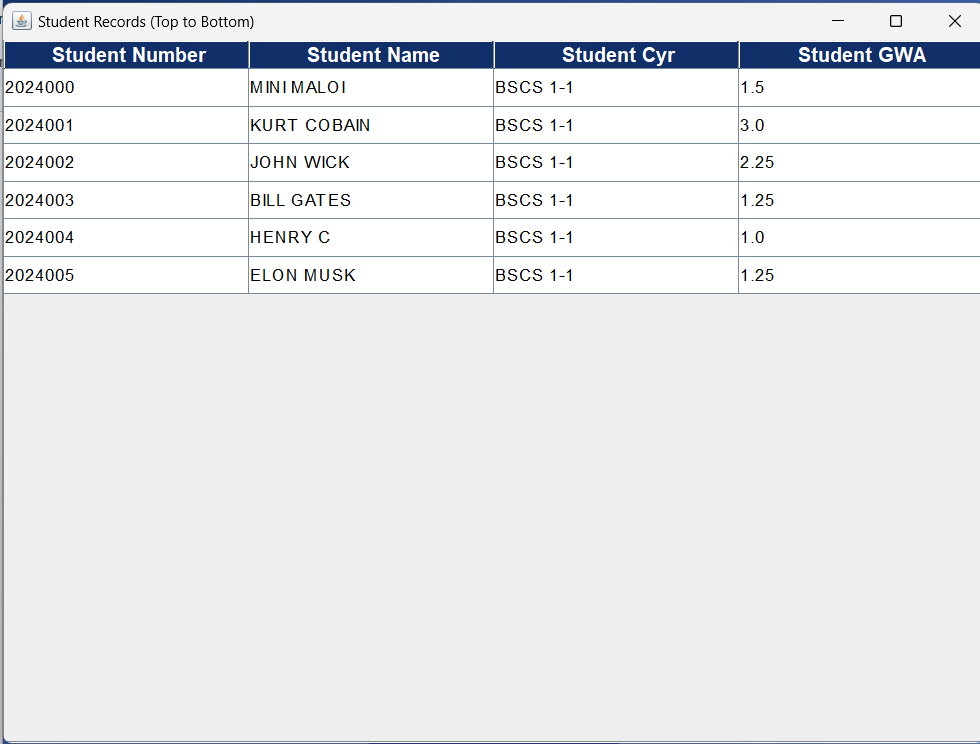 Student Records (Top to Bottom)
Student Number Student Name Student Cyr Student GWA
2024000 MINI MALOI BSCS 1-1 1.5
2024001 KURT COBAIN BSCS 1-1 3.0
2024002 JOHN WICK BSCS 1-1 2.25
2024003 BILL GATES BSCS 1-1 1.25
2024004 HENRY C BSCS 1-1 1.0
2024005 ELON MUSK BSCS 1-1 1.25